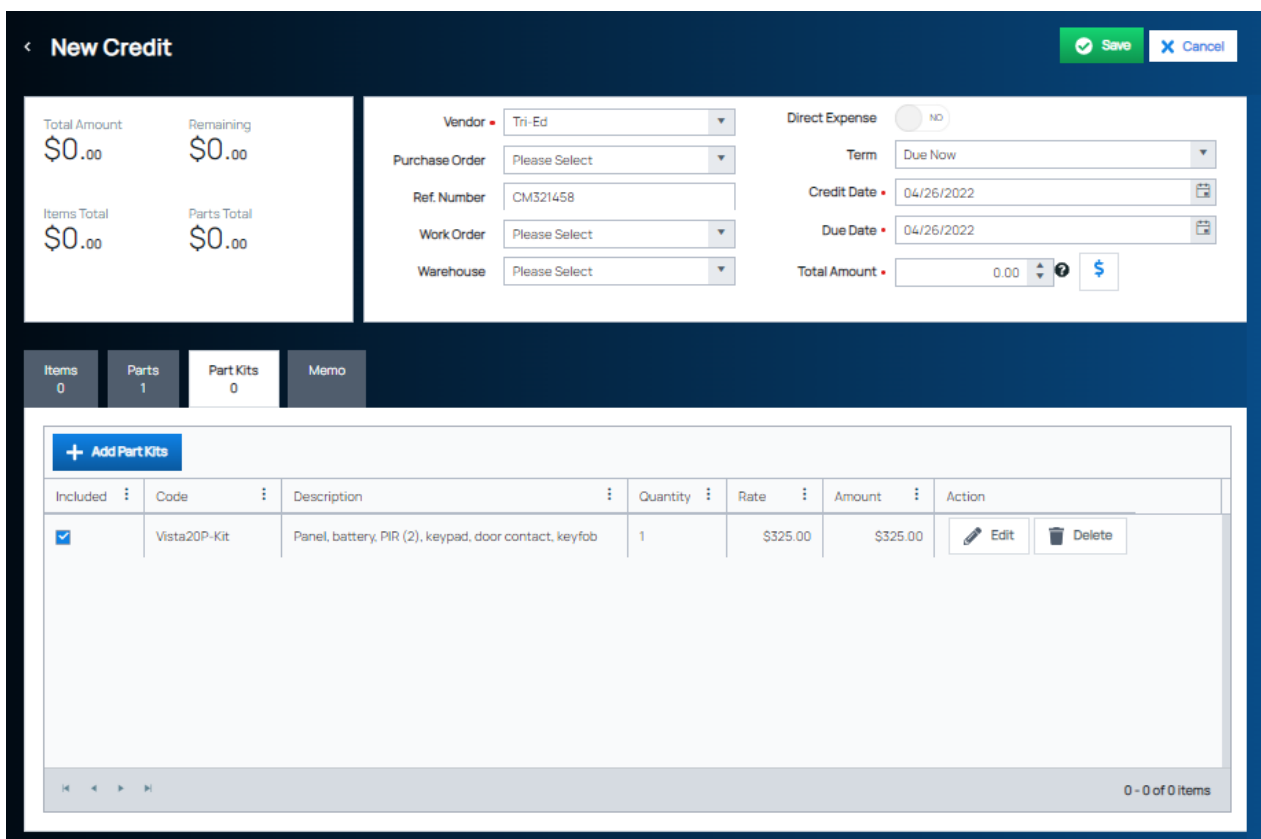 New Credit
Save
Cancel
Total Amount
Remaining
$0.00
$0.00
Items Total
Parts Total
$0.00
$0.00
Vendor
Tri-Ed
Purchase Order
Please Select
Ref. Number
CM321458
Work Order
Please Select
Warehouse
Please Select
Direct Expense
NO
Term
Due Now
Credit Date
04/26/2022
Due Date
04/26/2022
Total Amount
0.00
?
$
Items
0
Parts
1
Part Kits
0
Memo
+ Add Part Kits
Included Code Description Quantity Rate Amount Action
Vista20P-Kit Panel, battery, PIR (2), keypad, door contact, keyfob 1 $325.00 $325.00 Edit Delete
0 - 0 of 0 items